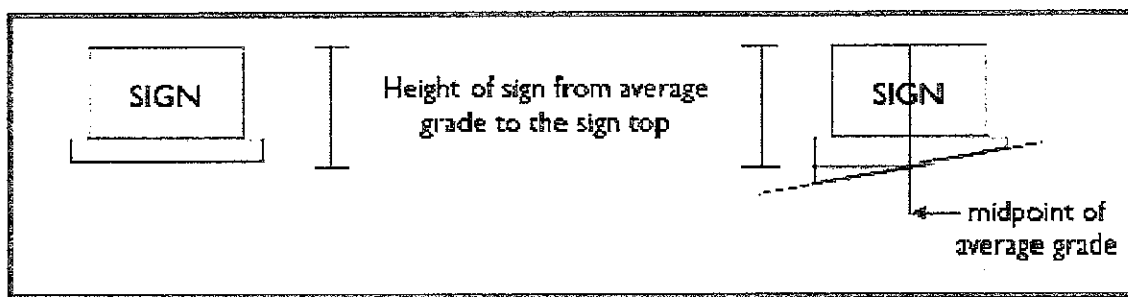 SIGN
Height of sign from average
grade to the sign top
SIGN
midpoint of
average grade